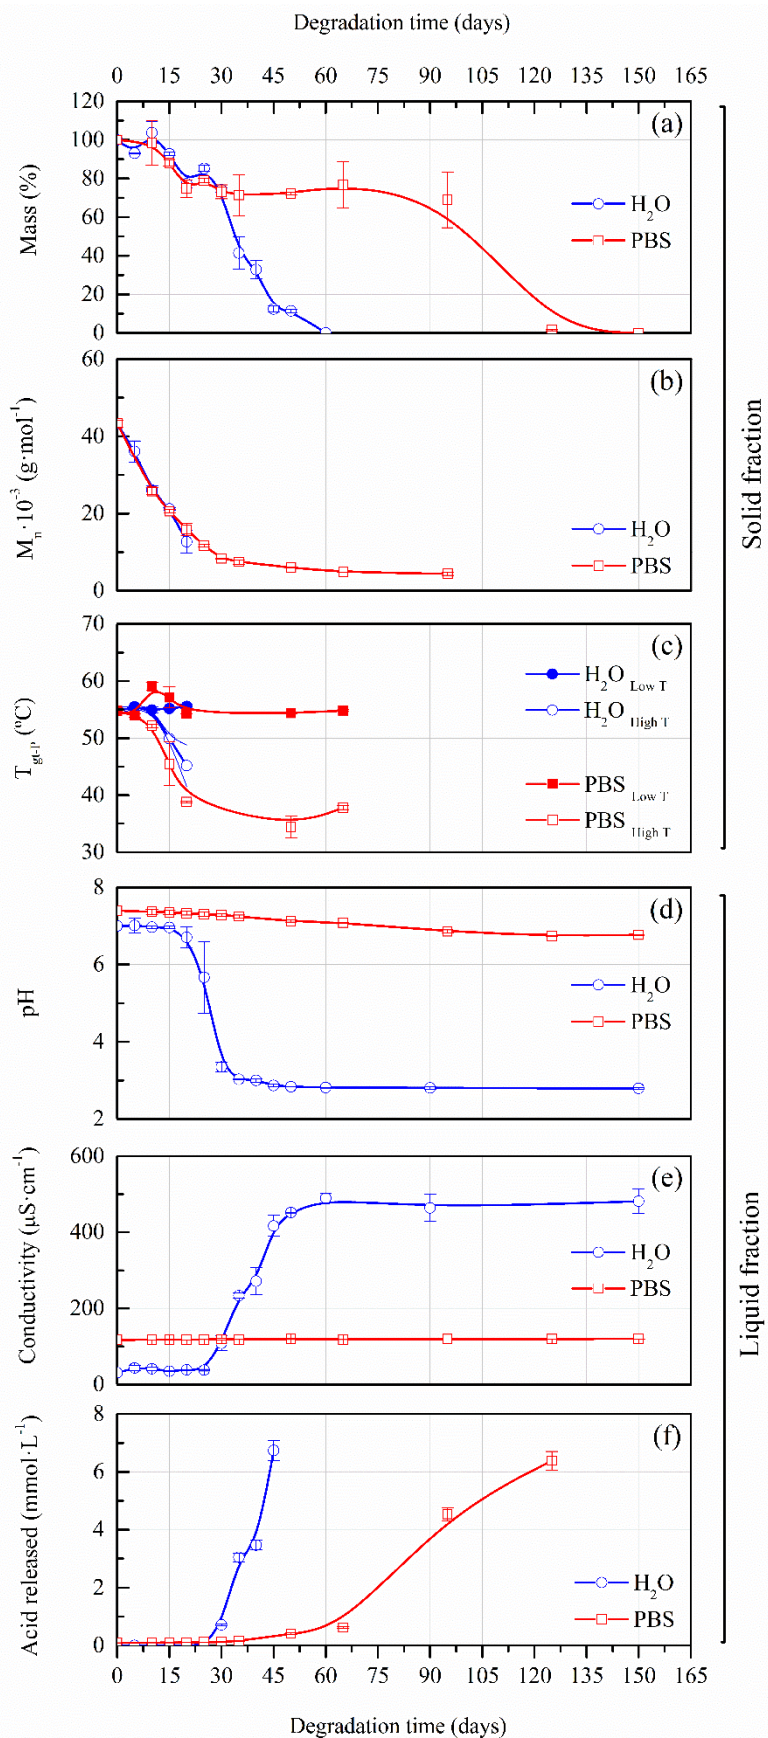 Degradation time (days)
0 15 30 45 60 75 90 105 120 135 150 165
120
100
80
60
40
20
0
Mass (%)
(a)
H₂O
PBS
60
40
20
0
Mₙ·10⁻³ (g·mol⁻¹)
(b)
H₂O
PBS
Solid fraction
70
60
50
40
30
T gt-l, (ºC)
(c)
H₂O Low T
H₂O High T
PBS Low T
PBS High T
8
6
4
2
pH
(d)
H₂O
PBS
600
400
200
0
Conductivity (µS·cm⁻¹)
(e)
H₂O
PBS
Liquid fraction
8
6
4
2
0
Acid released (mmol·L⁻¹)
(f)
H₂O
PBS
0 15 30 45 60 75 90 105 120 135 150 165
Degradation time (days)